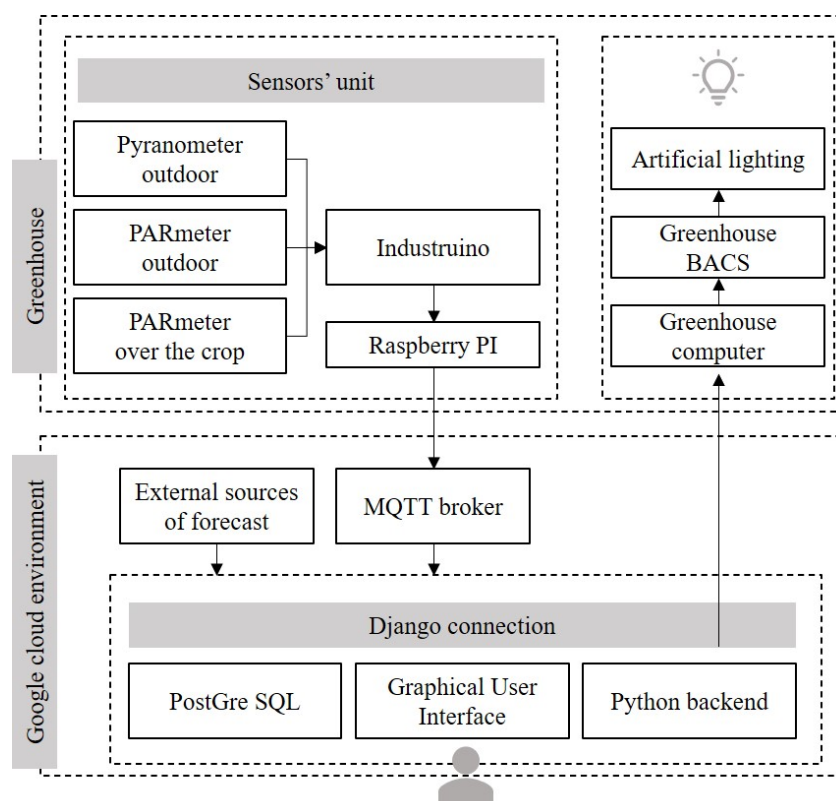 Greenhouse
Sensors' unit
Pyranometer
outdoor
PARmeter
outdoor
PARmeter
over the crop
Industruino
Raspberry PI
Artificial lighting
Greenhouse
BACS
Greenhouse
computer
Google cloud environment
External sources
of forecast
MQTT broker
Django connection
PostGre SQL
Graphical User
Interface
Python backend